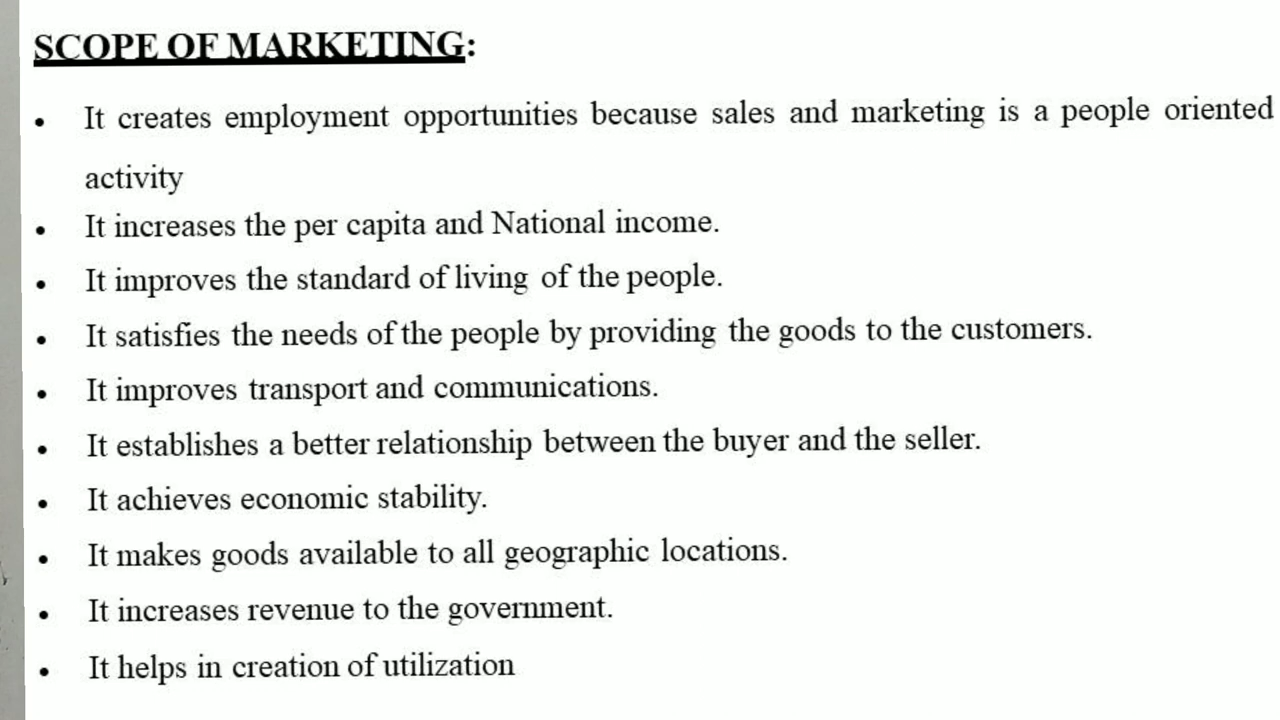 SCOPE OF MARKETING:
• It creates employment opportunities because sales and marketing is a people oriented
activity
• It increases the per capita and National income.
• It improves the standard of living of the people.
• It satisfies the needs of the people by providing the goods to the customers.
• It improves transport and communications.
• It establishes a better relationship between the buyer and the seller.
• It achieves economic stability.
• It makes goods available to all geographic locations.
• It increases revenue to the government.
• It helps in creation of utilization